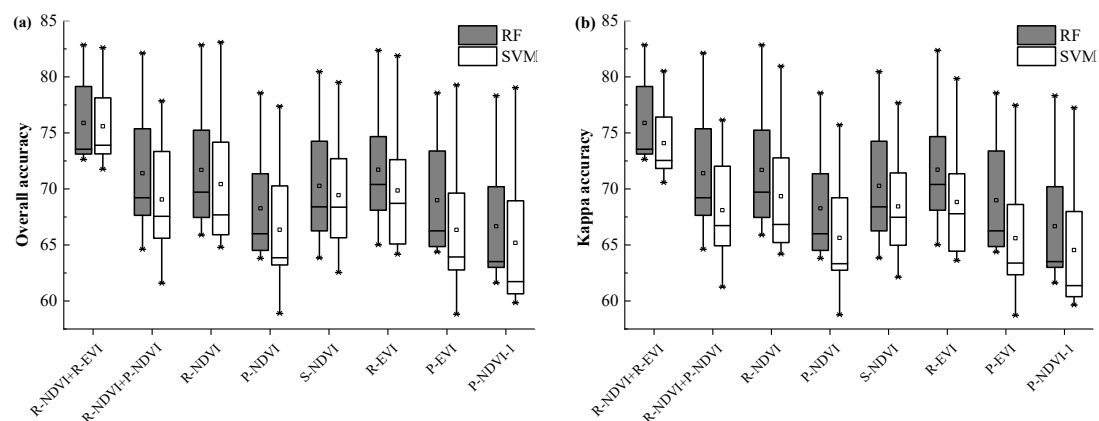 (a)
Overall accuracy
85
80
75
70
65
60
RF
SVM
R-NDVI+R-EVI
R-NDVI+P-NDVI
R-NDVI
P-NDVI
S-NDVI
R-EVI
P-EVI
P-NDVI-1
(b)
Kappa accuracy
85
80
75
70
65
60
RF
SVM
R-NDVI+R-EVI
R-NDVI+P-NDVI
R-NDVI
P-NDVI
S-NDVI
R-EVI
P-EVI
P-NDVI-1